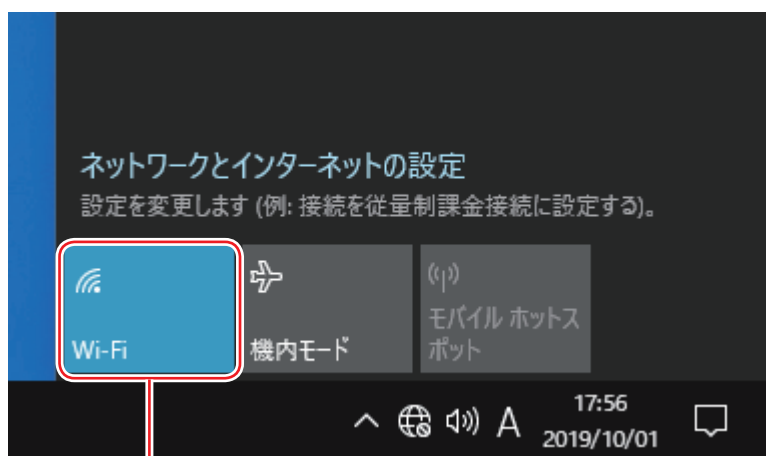 ネットワークとインターネットの設定
設定を変更します (例: 接続を従量制課金接続に設定する)。
Wi-Fi
機内モード
モバイル ホットス
ポット
A
17:56
2019/10/01